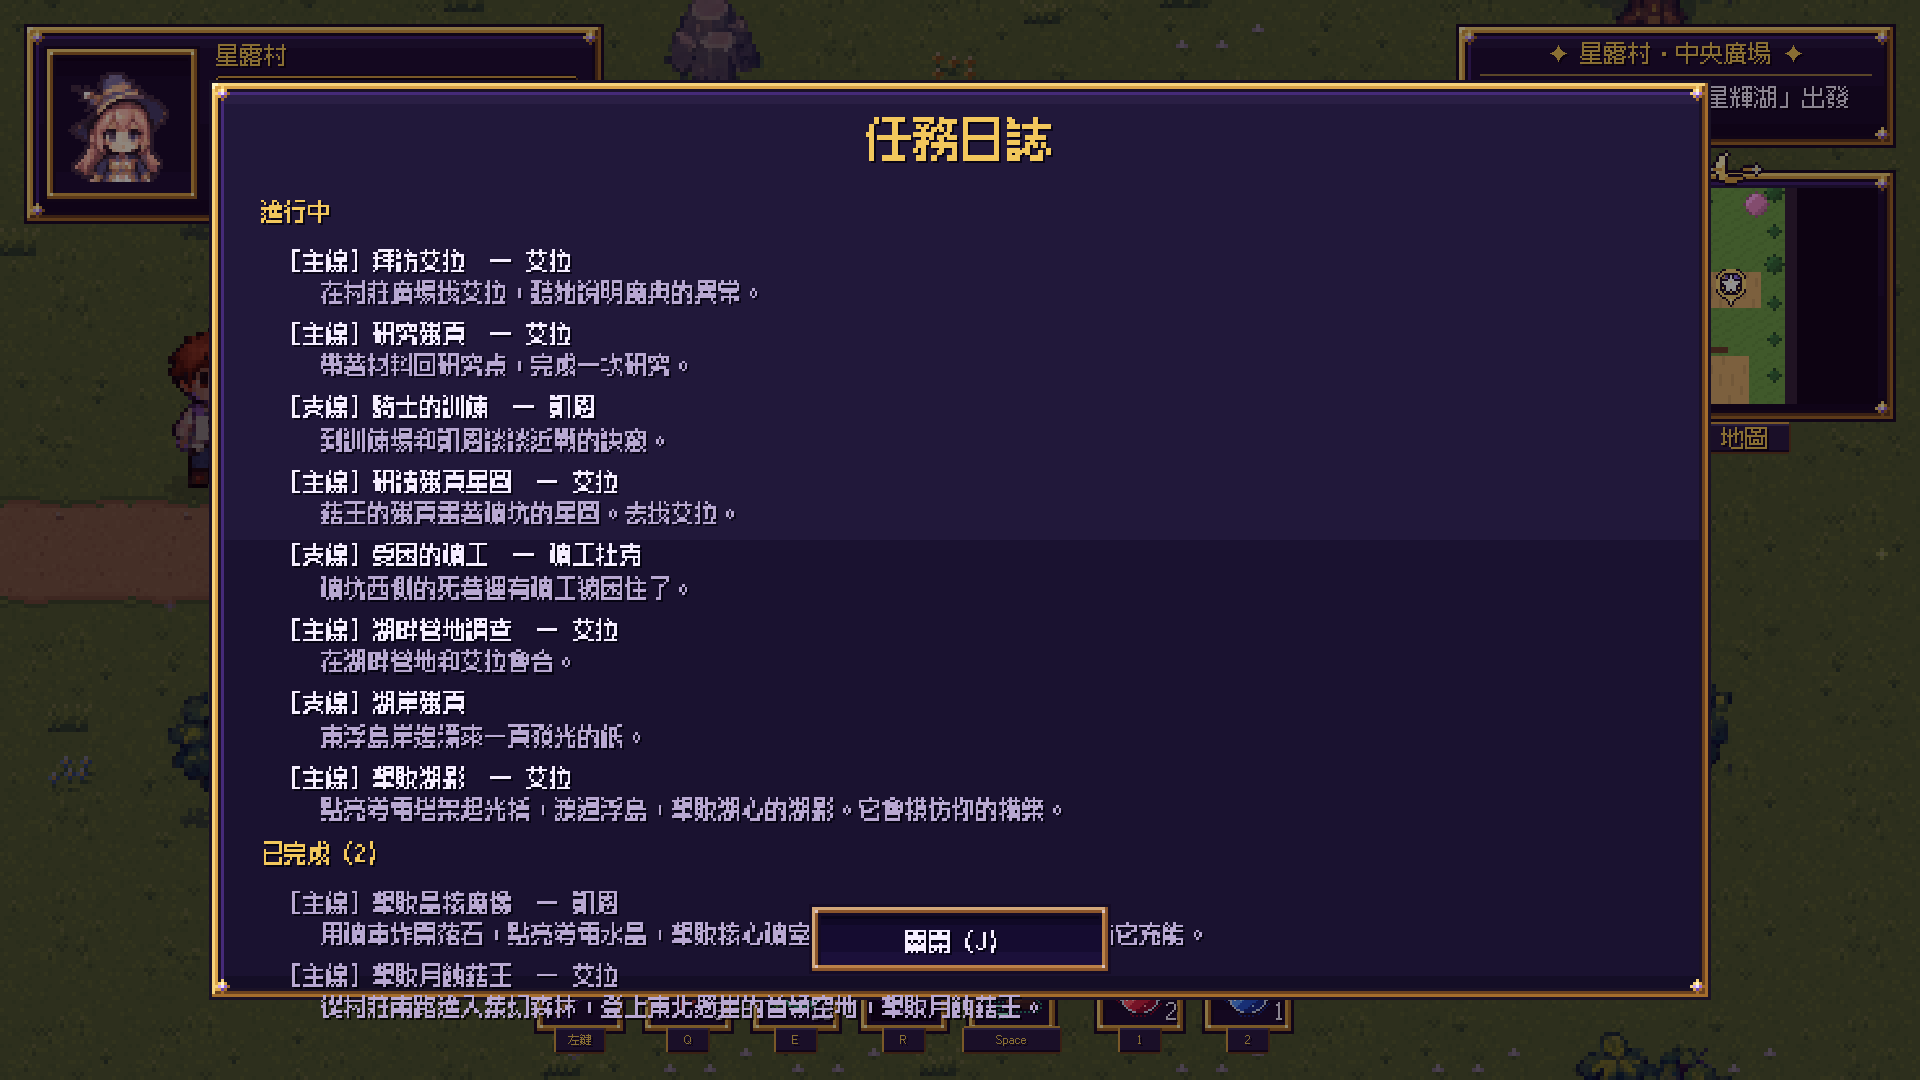 星露村
✦ 星露村·中央廣場 ✦
星輝湖」出發
任務日誌
進行中
[主線] 拜訪艾拉 — 艾拉
在村莊廣場找艾拉，聽她說明魔典的異常。
[主線] 研究殘頁 — 艾拉
帶著材料回研究点，完成一次研究。
[支線] 騎士的訓練 — 凱恩
到訓練場和凱恩談談近戰的訣竅。
[主線] 研讀殘頁星圖 — 艾拉
菇王的殘頁畫著礦坑的星圖。去找艾拉。
[支線] 受困的礦工 — 礦工杜克
礦坑西側的死巷裡有礦工被困住了。
[主線] 湖畔營地調查 — 艾拉
在湖畔營地和艾拉會合。
[支線] 湖岸殘頁
東浮島岸邊漂來一頁發光的紙。
[主線] 擊敗湖影 — 艾拉
點亮導電塔架起光橋，渡過浮島，擊敗湖心的湖影。它會模仿你的構築。
已完成 (2)
[主線] 擊敗晶核魔像 — 凱恩
用礦車炸開落石，點亮導電水晶，擊敗核心礦室 它充能。
[主線] 擊敗月蝕菇王 — 艾拉
從村莊南路進入霧幻森林，登上東北 的首領空地，擊敗月蝕菇王。
關閉 (J)
地圖
2
1
左鍵
Q
E
R
Space
1
2